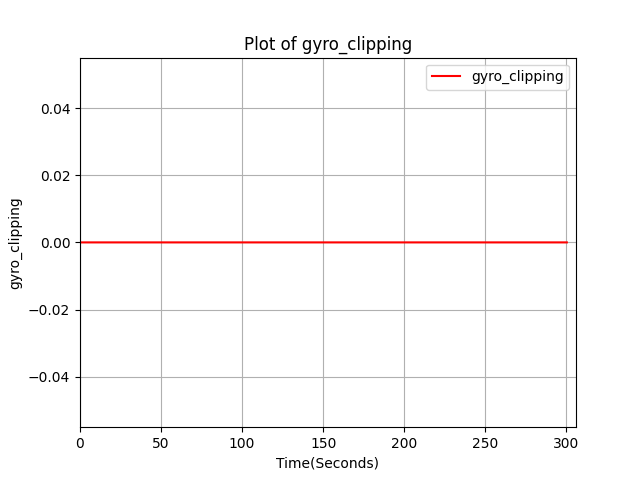 Plot of gyro_clipping
gyro_clipping
0.04
0.02
0.00
−0.02
−0.04
gyro_clipping
0 50 100 150 200 250 300
Time(Seconds)